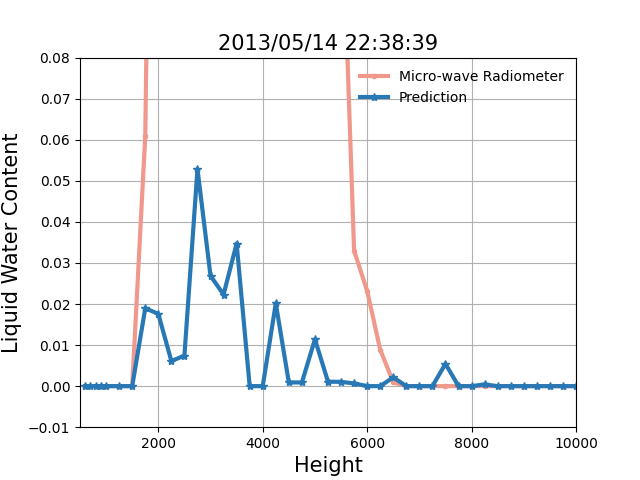 2013/05/14 22:38:39
Liquid Water Content
0.08
0.07
0.06
0.05
0.04
0.03
0.02
0.01
0.00
−0.01
Micro-wave Radiometer
Prediction
2000 4000 6000 8000 10000
Height